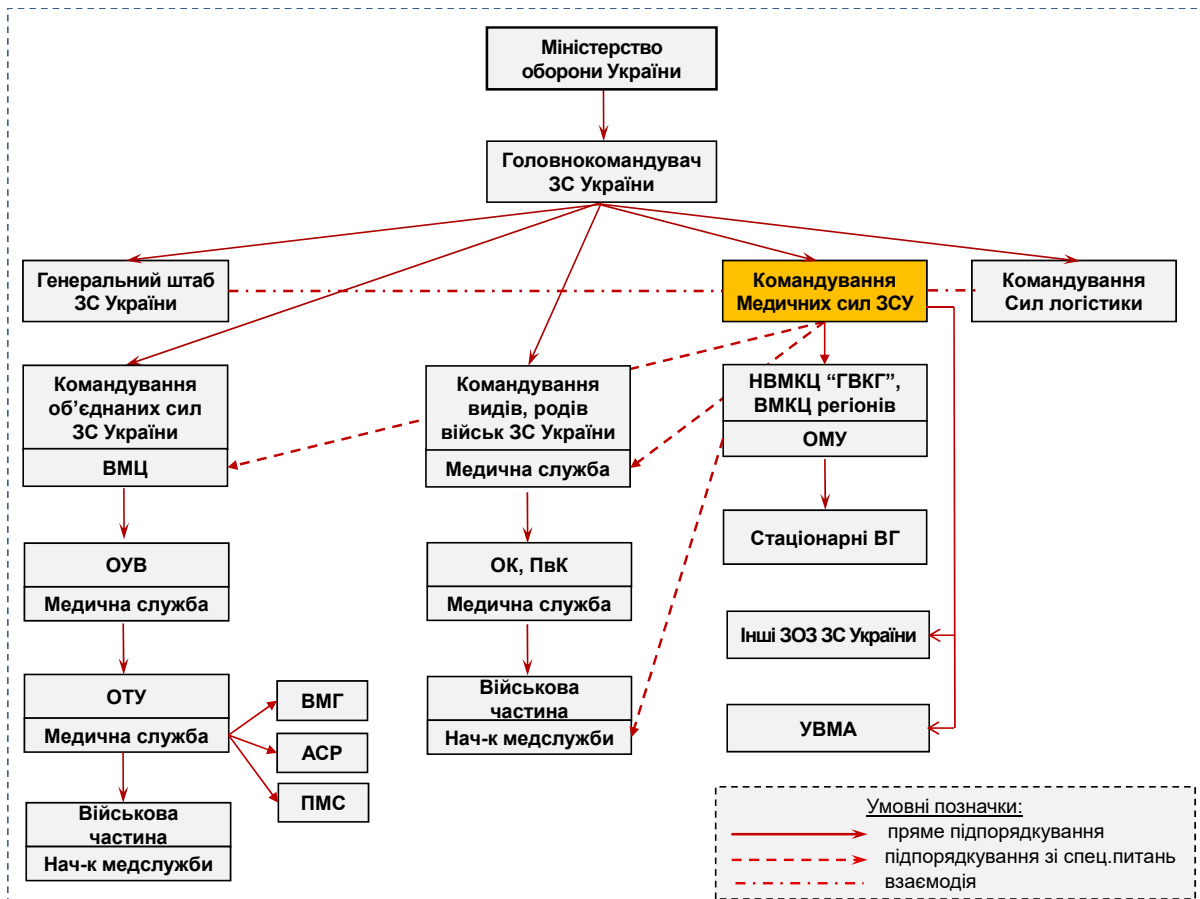 Міністерство
оборони України
Головнокомандувач
ЗС України
Генеральний штаб
ЗС України
Командування
Медичних сил ЗСУ
Командування
Сил логістики
Командування
об’єднаних сил
ЗС України
ВМЦ
Командування
видів, родів
військ ЗС України
Медична служба
НВМКЦ “ГВКГ”,
ВМКЦ регіонів
ОМУ
Стаціонарні ВГ
ОУВ
Медична служба
ОК, ПвК
Медична служба
Інші ЗОЗ ЗС України
ОТУ
Медична служба
ВМГ
АСР
ПМС
Військова
частина
Нач-к медслужби
УВМА
Військова
частина
Нач-к медслужби
Умовні позначки:
пряме підпорядкування
підпорядкування зі спец.питань
взаємодія